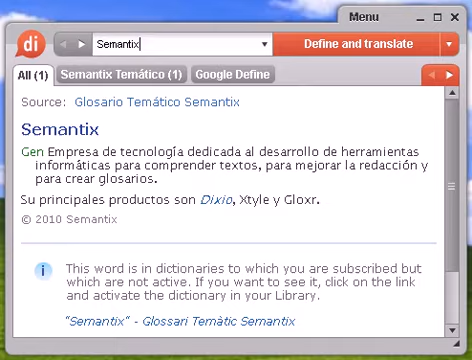 Menu
di
Semantix
Define and translate
All (1)
Semantix Temático (1)
Google Define
Source: Glosario Temático Semantix
Semantix
Gen Empresa de tecnología dedicada al desarrollo de herramientas
informáticas para comprender textos, para mejorar la redacción y
para crear glosarios.
Su principales productos son Dixio, Xtyle y Gloxr.
© 2010 Semantix
i
This word is in dictionaries to which you are subscribed but
which are not active. If you want to see it, click on the link
and activate the dictionary in your Library.
"Semantix" - Glossari Temàtic Semantix